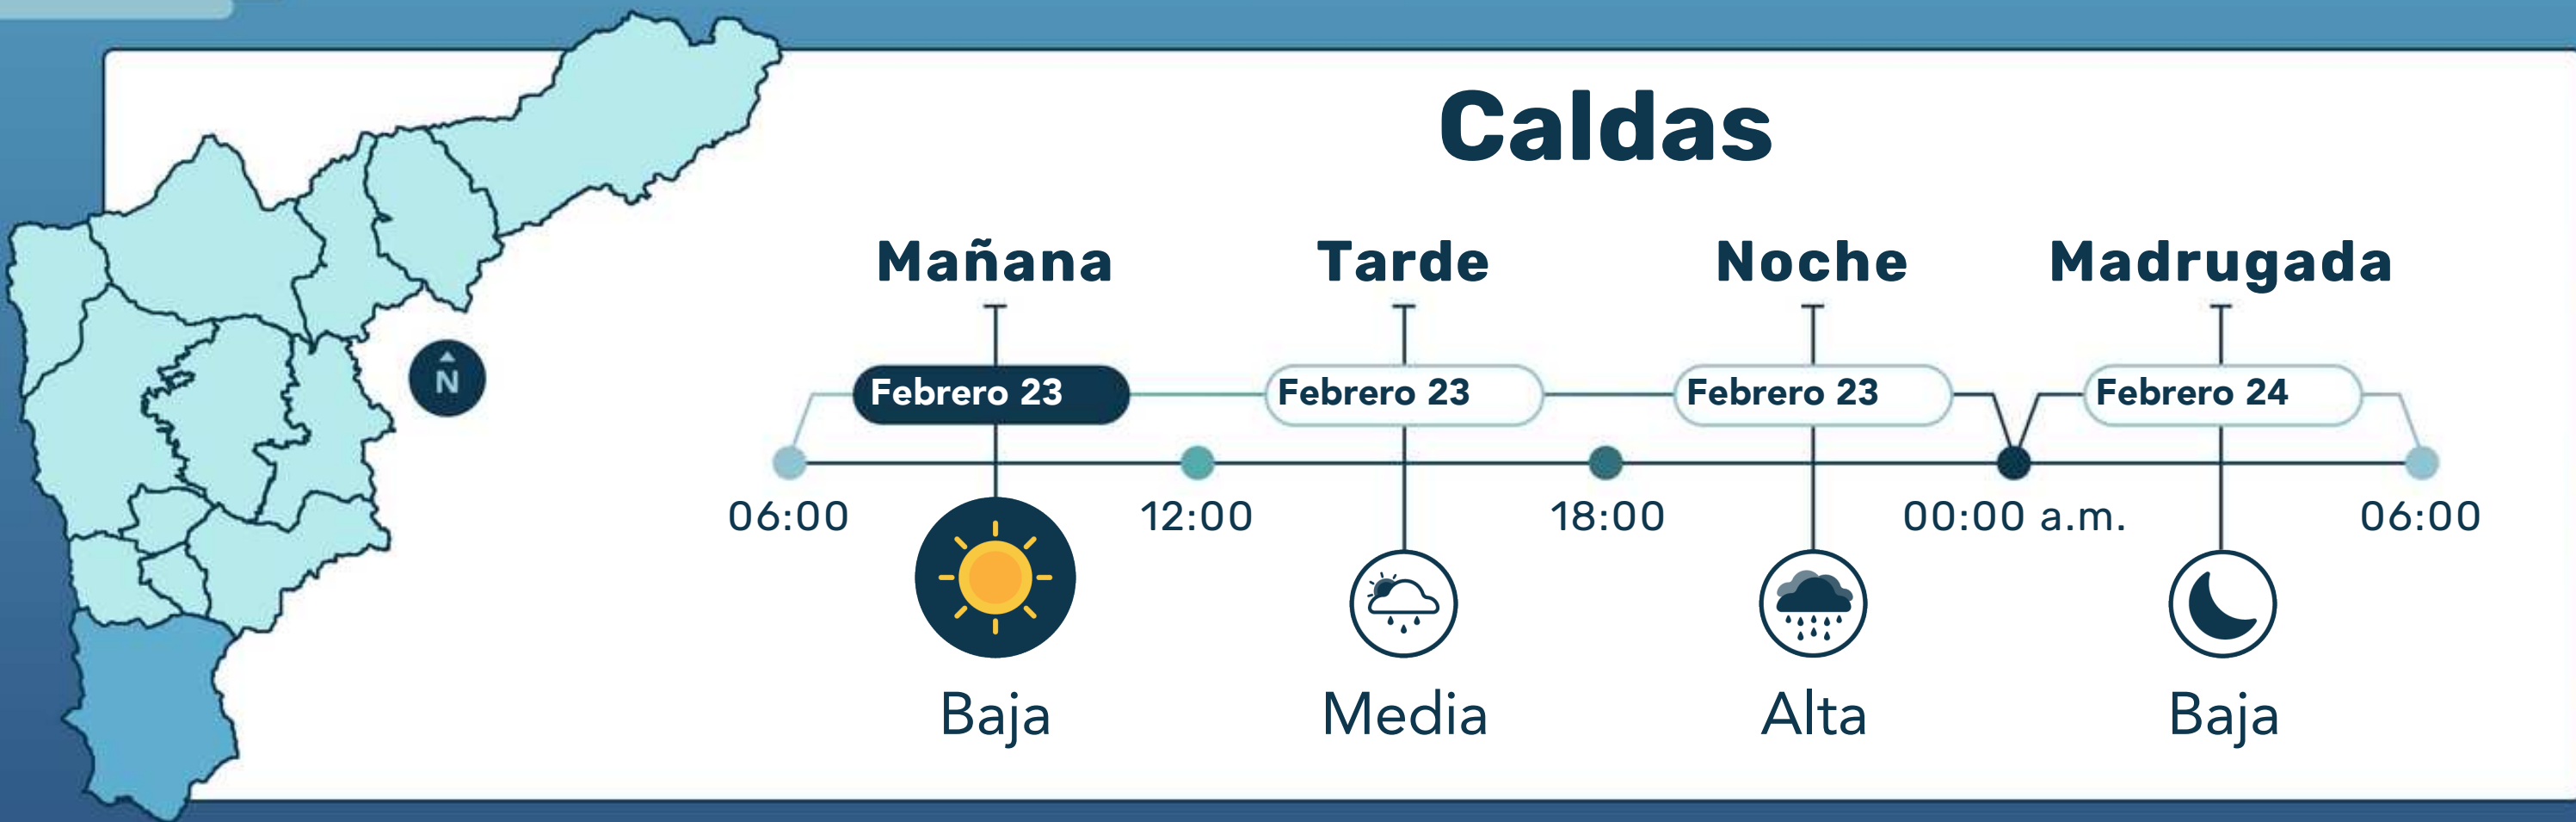 Caldas
Mañana Tarde Noche Madrugada
Febrero 23 Febrero 23 Febrero 23 Febrero 24
N
06:00 12:00 18:00 00:00 a.m. 06:00
Baja Media Alta Baja